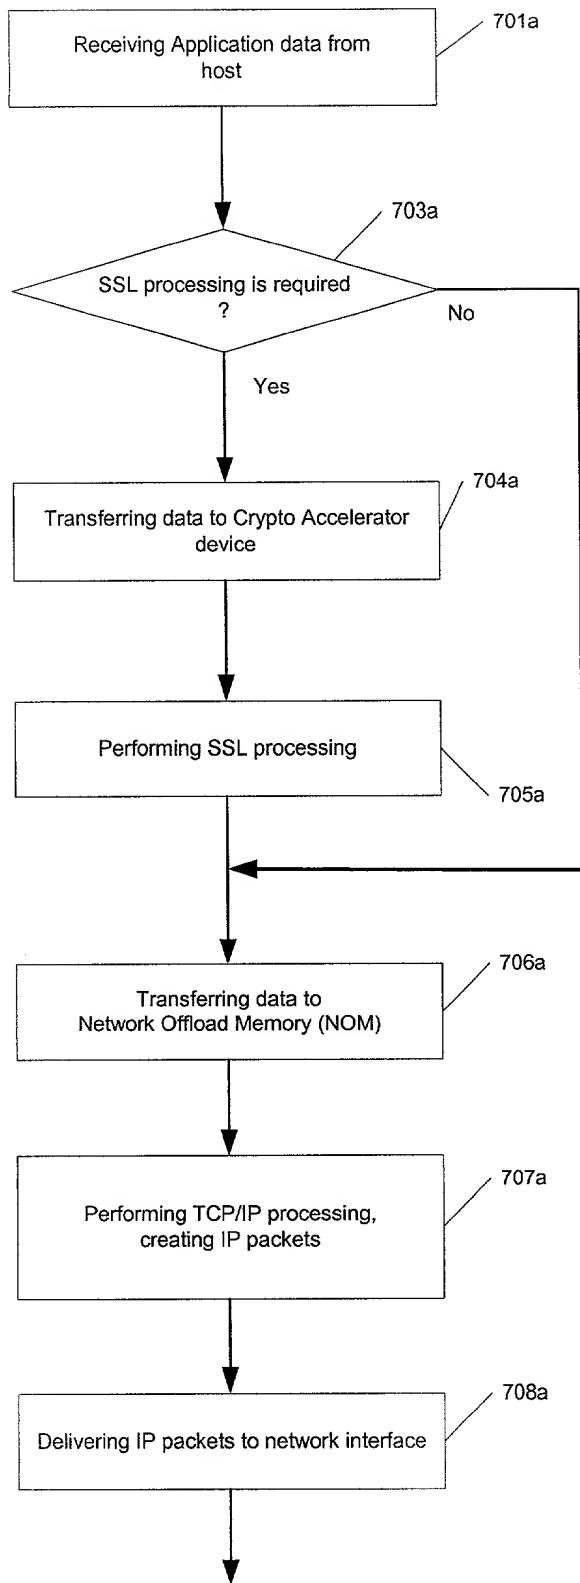 701a
Receiving Application data from
host
703a
SSL processing is required
?
No
Yes
704a
Transferring data to Crypto Accelerator
device
Performing SSL processing
705a
706a
Transferring data to
Network Offload Memory (NOM)
707a
Performing TCP/IP processing,
creating IP packets
708a
Delivering IP packets to network interface